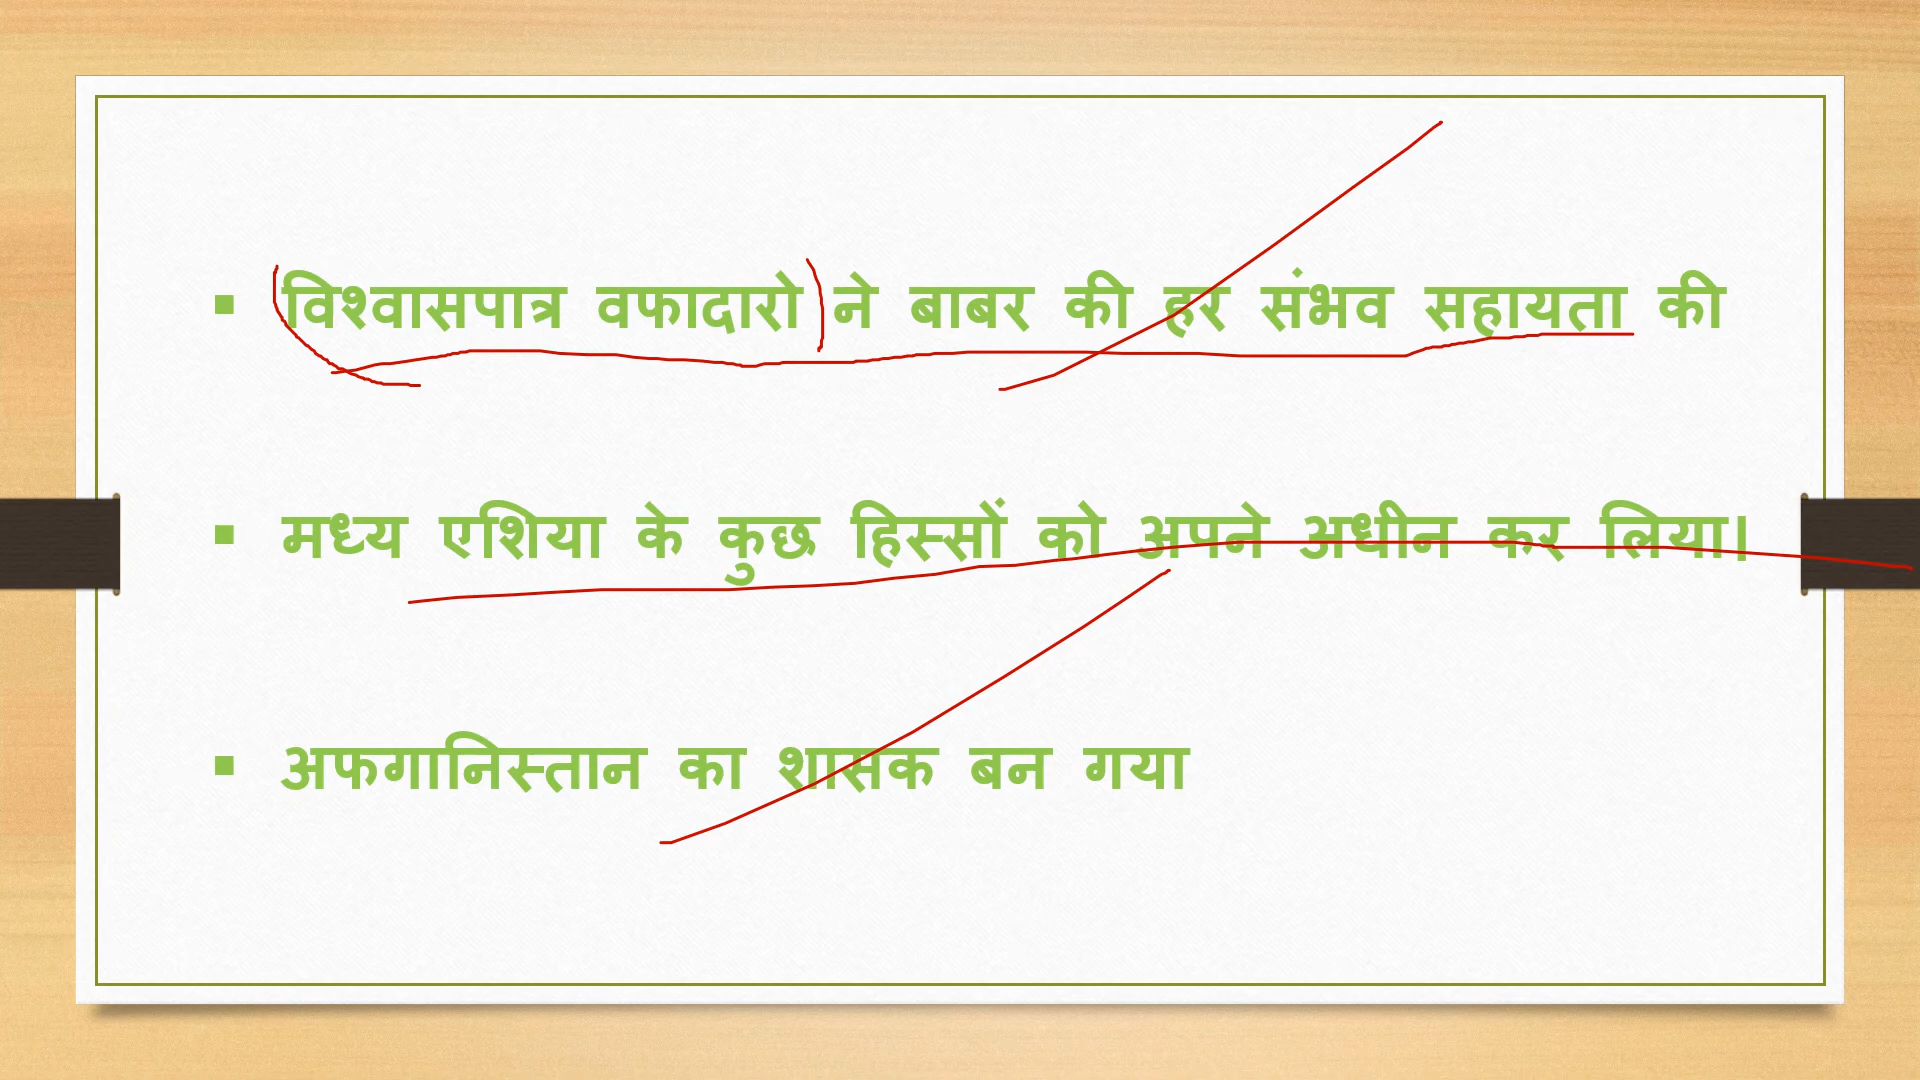 ▪ विश्वासपात्र वफादारो ने बाबर की हर संभव सहायता की
▪ मध्य एशिया के कुछ हिस्सों को अपने अधीन कर लिया।
▪ अफगानिस्तान का शासक बन गया